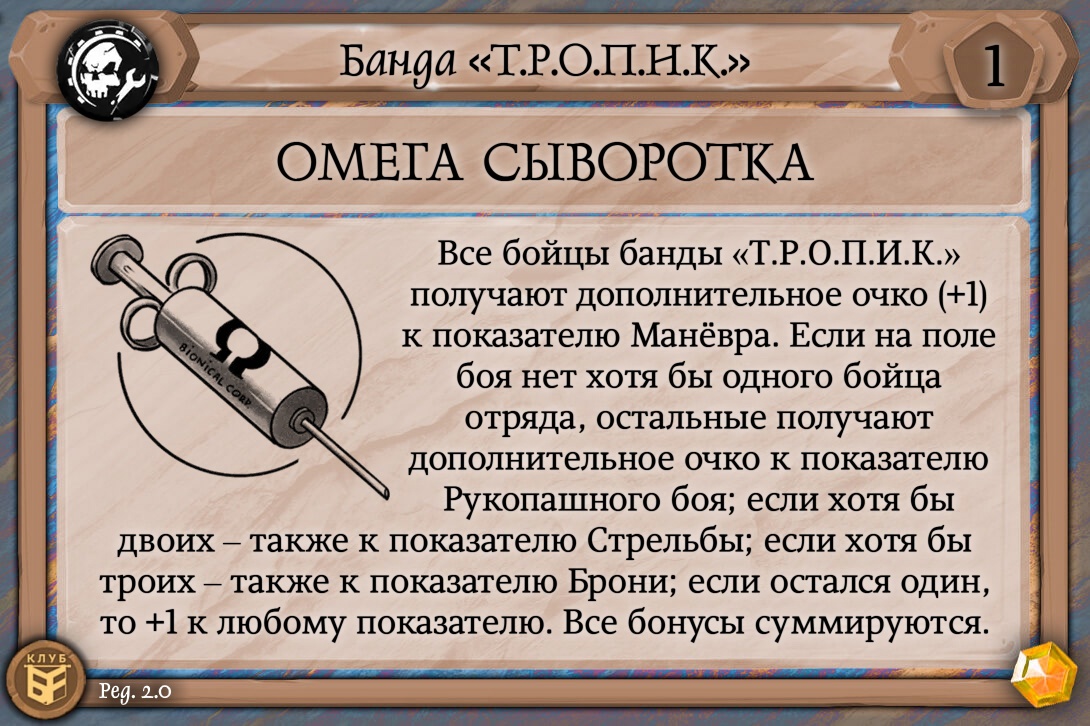 Банда «Т.Р.О.П.Н.К.»
1
ОМЕГА СЫВОРОТКА
Ω
BIONICAL CORP.
Все бойцы банды «Т.Р.О.П.И.К.»
получают дополнительное очко (+1)
к показателю Манёвра. Если на поле
боя нет хотя бы одного бойца
отряда, остальные получают
дополнительное очко к показателю
Рукопашного боя; если хотя бы
двоих – также к показателю Стрельбы; если хотя бы
троих – также к показателю Брони; если остался один,
то +1 к любому показателю. Все бонусы суммируются.
КЛУБ
Ред. 2.0